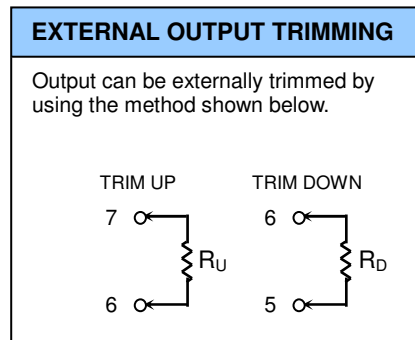 EXTERNAL OUTPUT TRIMMING
Output can be externally trimmed by
using the method shown below.
TRIM UP TRIM DOWN
7 6
RU RD
6 5